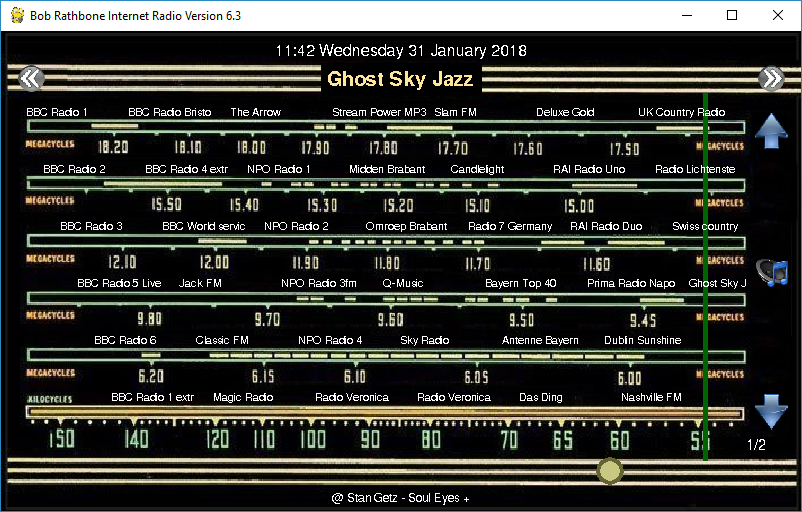 Bob Rathbone Internet Radio Version 6.3
11:42 Wednesday 31 January 2018
Ghost Sky Jazz
BBC Radio 1 BBC Radio Bristo The Arrow Stream Power MP3 Slam FM Deluxe Gold UK Country Radio
MEGACYCLES 18.20 18.10 18.00 17.90 17.80 17.70 17.60 17.50 MEGACYCLES
BBC Radio 2 BBC Radio 4 extr NPO Radio 1 Midden Brabant Candlelight RAI Radio Uno Radio Lichtenste
MEGACYCLES 15.50 15.40 15.30 15.20 15.10 15.00 MEGACYCLES
BBC Radio 3 BBC World servic NPO Radio 2 Omroep Brabant Radio 7 Germany RAI Radio Duo Swiss country
MEGACYCLES 12.10 12.00 11.90 11.80 11.70 11.60 MEGACYCLES
BBC Radio 5 Live Jack FM NPO Radio 3fm Q-Music Bayern Top 40 Prima Radio Napo Ghost Sky J
MEGACYCLES 9.80 9.70 9.60 9.50 9.45 MEGACYCLES
BBC Radio 6 Classic FM NPO Radio 4 Sky Radio Antenne Bayern Dublin Sunshine
MEGACYCLES 6.20 6.15 6.10 6.05 6.00 MEGACYCLES
KILOCYCLES BBC Radio 1 extr Magic Radio Radio Veronica Radio Veronica Das Ding Nashville FM
150 140 120 110 100 90 80 70 65 60 55
1/2
@ Stan Getz - Soul Eyes +